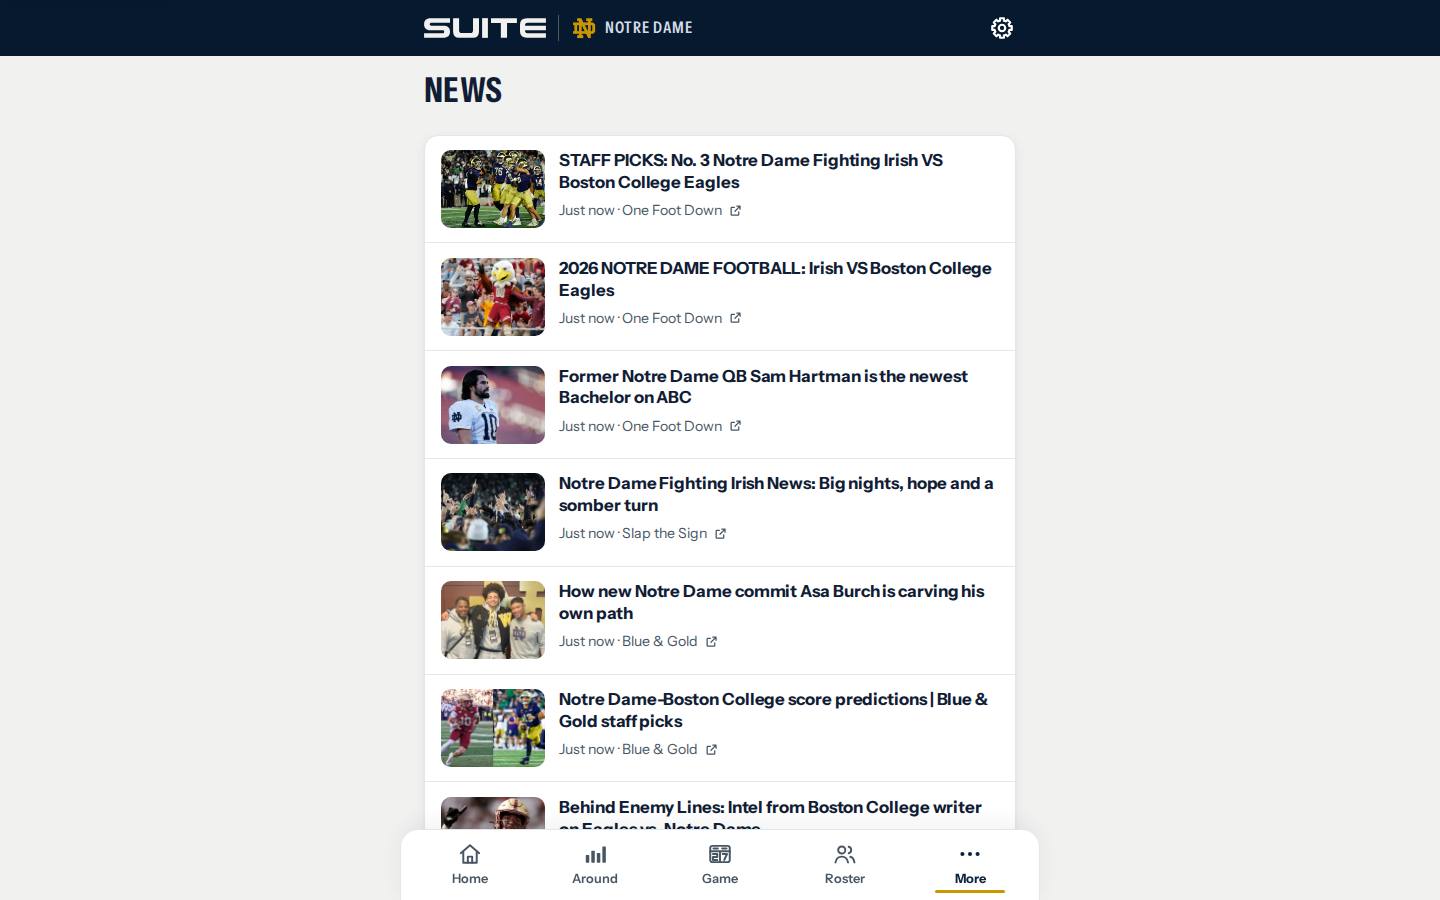 SUITE
NOTRE DAME
NEWS
STAFF PICKS: No. 3 Notre Dame Fighting Irish VS
Boston College Eagles
Just now · One Foot Down
2026 NOTRE DAME FOOTBALL: Irish VS Boston College
Eagles
Just now · One Foot Down
Former Notre Dame QB Sam Hartman is the newest
Bachelor on ABC
Just now · One Foot Down
Notre Dame Fighting Irish News: Big nights, hope and a
somber turn
Just now · Slap the Sign
How new Notre Dame commit Asa Burch is carving his
own path
Just now · Blue & Gold
Notre Dame-Boston College score predictions | Blue &
Gold staff picks
Just now · Blue & Gold
Behind Enemy Lines: Intel from Boston College writer
on Eagles vs. Notre Dame
Home
Around
Game
Roster
More